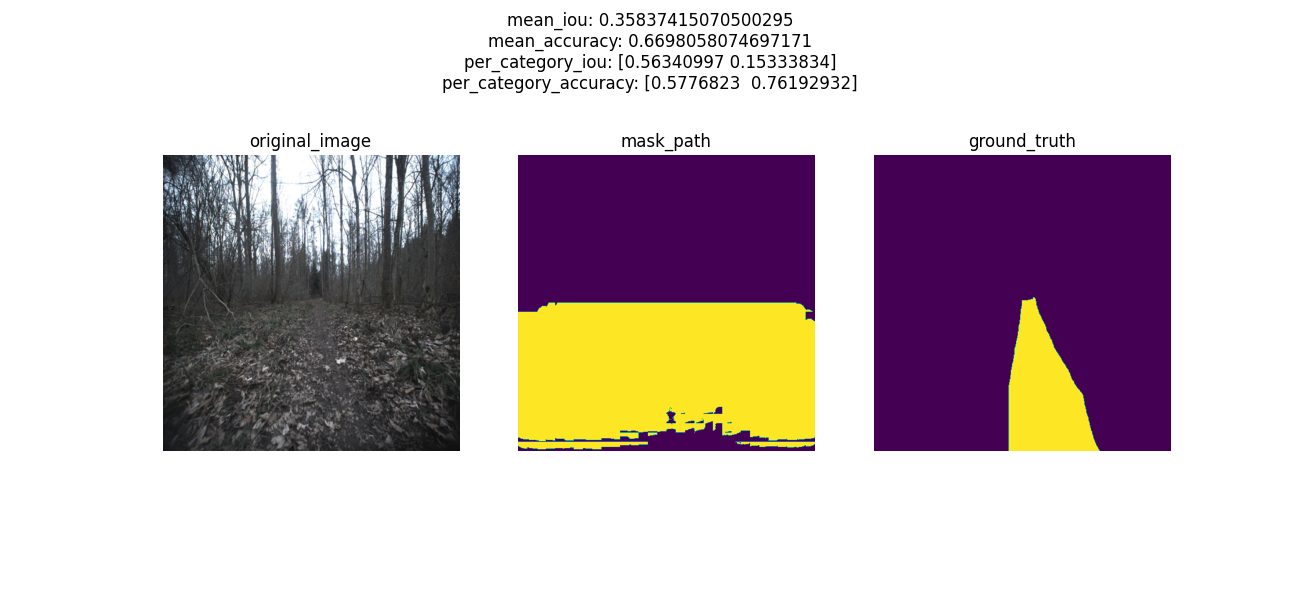 mean_iou: 0.35837415070500295
mean_accuracy: 0.6698058074697171
per_category_iou: [0.56340997 0.15333834]
per_category_accuracy: [0.5776823  0.76192932]
original_image
mask_path
ground_truth